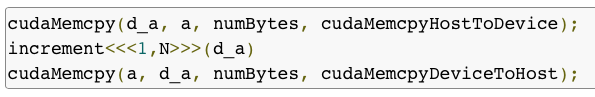 cudaMemcpy(d_a, a, numBytes, cudaMemcpyHostToDevice);
increment<<<1,N>>>(d_a)
cudaMemcpy(a, d_a, numBytes, cudaMemcpyDeviceToHost);